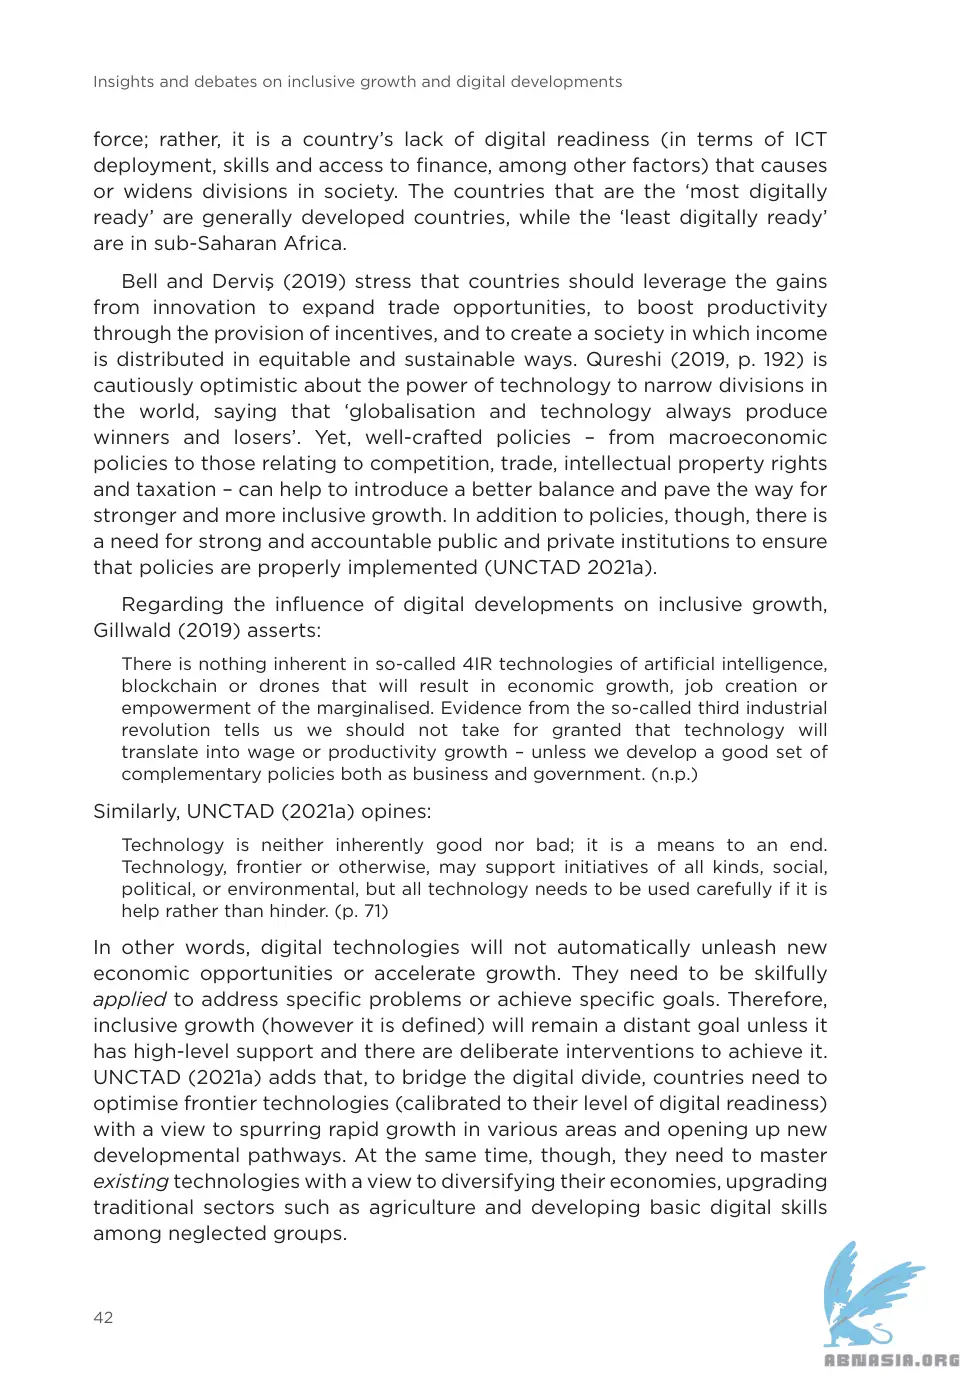 Insights and debates on inclusive growth and digital developments
force; rather, it is a country’s lack of digital readiness (in terms of ICT
deployment, skills and access to finance, among other factors) that causes
or widens divisions in society. The countries that are the ‘most digitally
ready’ are generally developed countries, while the ‘least digitally ready’
are in sub-Saharan Africa.
Bell and Derviş (2019) stress that countries should leverage the gains
from innovation to expand trade opportunities, to boost productivity
through the provision of incentives, and to create a society in which income
is distributed in equitable and sustainable ways. Qureshi (2019, p. 192) is
cautiously optimistic about the power of technology to narrow divisions in
the world, saying that ‘globalisation and technology always produce
winners and losers’. Yet, well-crafted policies – from macroeconomic
policies to those relating to competition, trade, intellectual property rights
and taxation – can help to introduce a better balance and pave the way for
stronger and more inclusive growth. In addition to policies, though, there is
a need for strong and accountable public and private institutions to ensure
that policies are properly implemented (UNCTAD 2021a).
Regarding the influence of digital developments on inclusive growth,
Gillwald (2019) asserts:
There is nothing inherent in so-called 4IR technologies of artificial intelligence,
blockchain or drones that will result in economic growth, job creation or
empowerment of the marginalised. Evidence from the so-called third industrial
revolution tells us we should not take for granted that technology will
translate into wage or productivity growth – unless we develop a good set of
complementary policies both as business and government. (n.p.)
Similarly, UNCTAD (2021a) opines:
Technology is neither inherently good nor bad; it is a means to an end.
Technology, frontier or otherwise, may support initiatives of all kinds, social,
political, or environmental, but all technology needs to be used carefully if it is
help rather than hinder. (p. 71)
In other words, digital technologies will not automatically unleash new
economic opportunities or accelerate growth. They need to be skilfully
applied to address specific problems or achieve specific goals. Therefore,
inclusive growth (however it is defined) will remain a distant goal unless it
has high-level support and there are deliberate interventions to achieve it.
UNCTAD (2021a) adds that, to bridge the digital divide, countries need to
optimise frontier technologies (calibrated to their level of digital readiness)
with a view to spurring rapid growth in various areas and opening up new
developmental pathways. At the same time, though, they need to master
existing technologies with a view to diversifying their economies, upgrading
traditional sectors such as agriculture and developing basic digital skills
among neglected groups.
42
ABNASIA.ORG